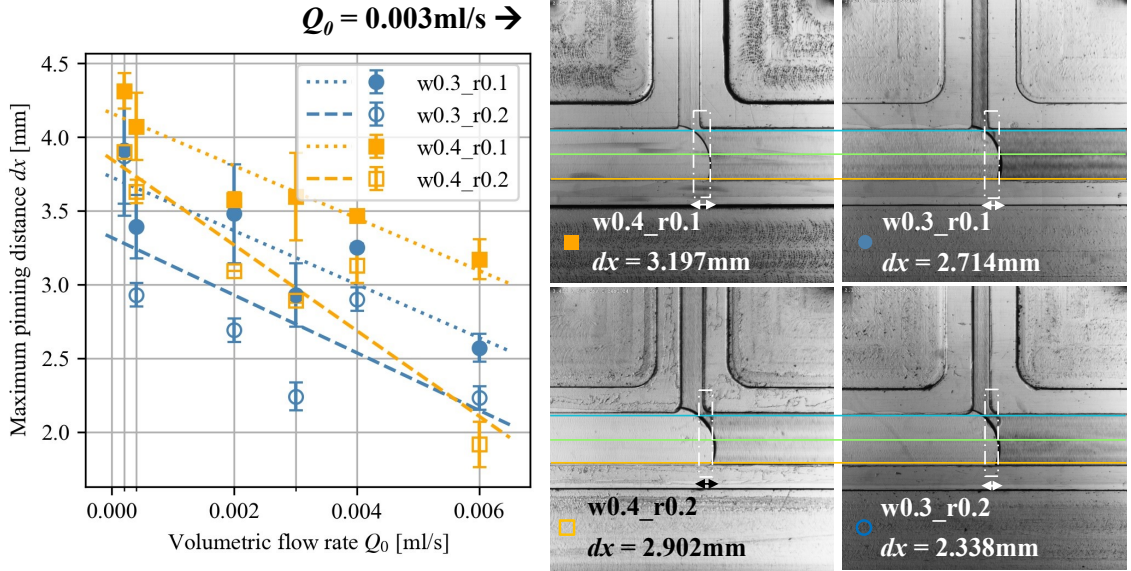 Q₀ = 0.003ml/s →
Maximum pinning distance dx [mm]
4.5
4.0
3.5
3.0
2.5
2.0
w0.3_r0.1
w0.3_r0.2
w0.4_r0.1
w0.4_r0.2
0.000 0.002 0.004 0.006
Volumetric flow rate Q₀ [ml/s]
w0.4_r0.1
dx = 3.197mm
w0.3_r0.1
dx = 2.714mm
w0.4_r0.2
dx = 2.902mm
w0.3_r0.2
dx = 2.338mm